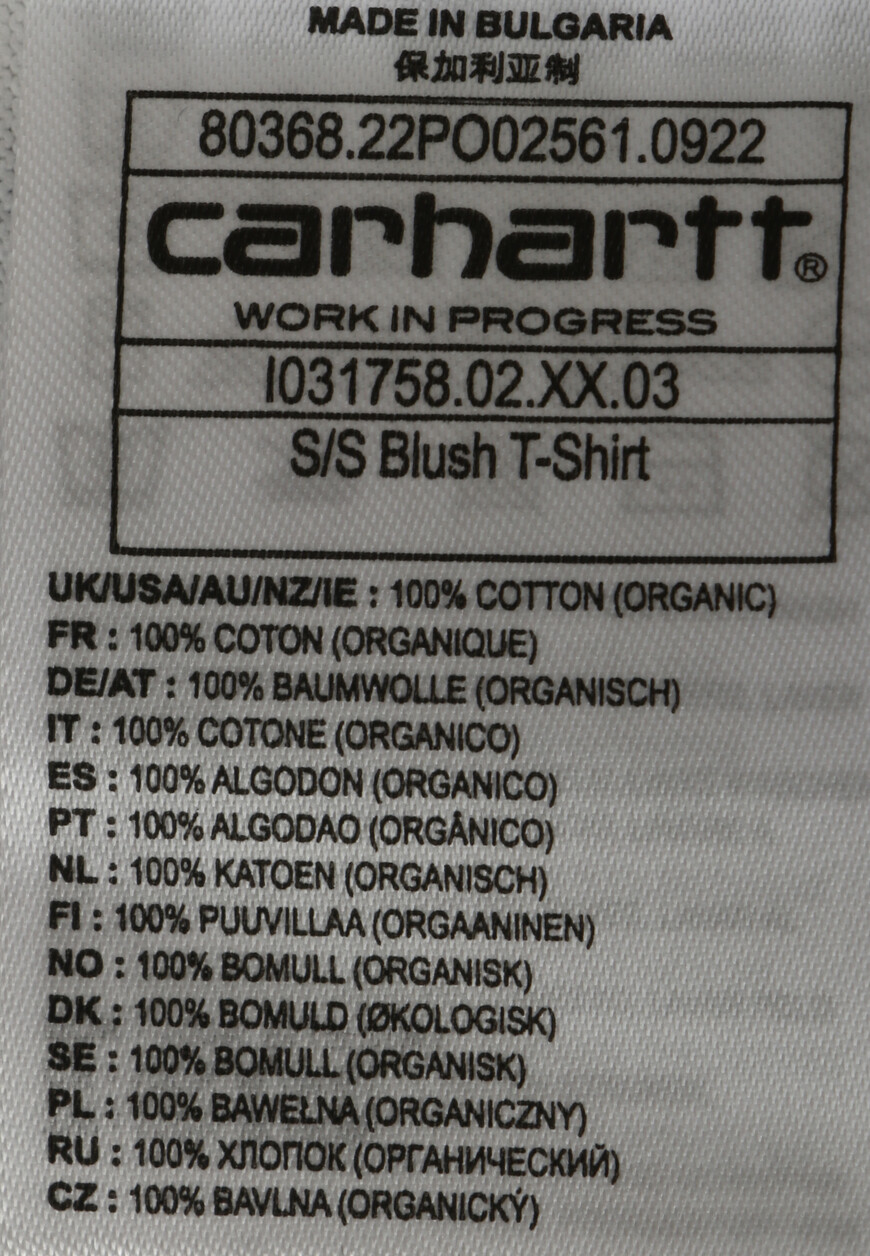 MADE IN BULGARIA
保加利亚制
80368.22PO02561.0922
carhartt®
WORK IN PROGRESS
I031758.02.XX.03
S/S Blush T-Shirt
UK/USA/AU/NZ/IE : 100% COTTON (ORGANIC)
FR : 100% COTON (ORGANIQUE)
DE/AT : 100% BAUMWOLLE (ORGANISCH)
IT : 100% COTONE (ORGANICO)
ES : 100% ALGODON (ORGANICO)
PT : 100% ALGODAO (ORGÂNICO)
NL : 100% KATOEN (ORGANISCH)
FI : 100% PUUVILLAA (ORGAANINEN)
NO : 100% BOMULL (ORGANISK)
DK : 100% BOMULD (ØKOLOGISK)
SE : 100% BOMULL (ORGANISK)
PL : 100% BAWEŁNA (ORGANICZNY)
RU : 100% ХЛОПОК (ОРГАНИЧЕСКИЙ)
CZ : 100% BAVLNA (ORGANICKÝ)